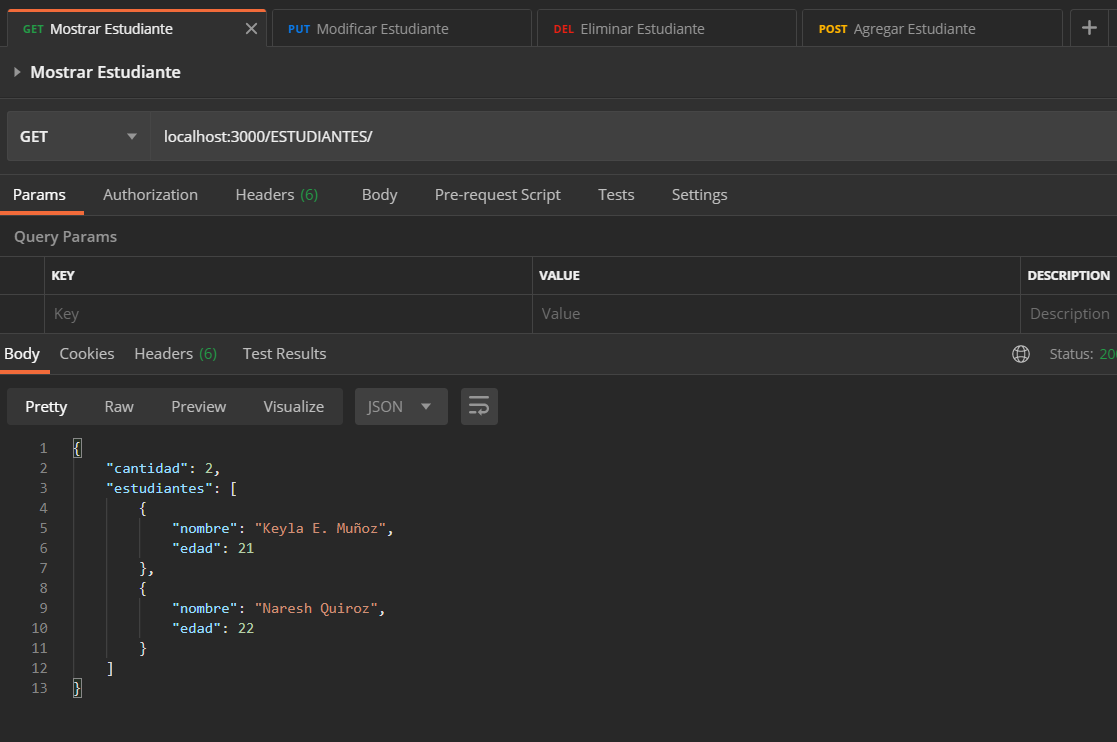 GET Mostrar Estudiante PUT Modificar Estudiante DEL Eliminar Estudiante POST Agregar Estudiante
Mostrar Estudiante
GET localhost:3000/ESTUDIANTES/
Params Authorization Headers (6) Body Pre-request Script Tests Settings
Query Params
KEY VALUE DESCRIPTION
Key Value Description
Body Cookies Headers (6) Test Results Status:
Pretty Raw Preview Visualize JSON
1 {
2 "cantidad": 2,
3 "estudiantes": [
4 {
5 "nombre": "Keyla E. Muñoz",
6 "edad": 21
7 },
8 {
9 "nombre": "Naresh Quiroz",
10 "edad": 22
11 }
12 ]
13 }